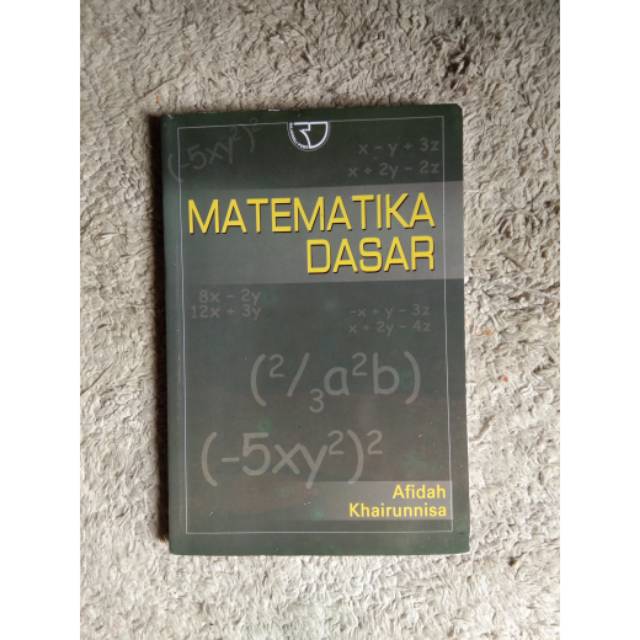 (-5xy²)²
x - y + 3z
x + 2y - 2z
MATEMATIKA
DASAR
8x - 2y
12x + 3y
-x + y - 3z
x + 2y - 4z
(²/₃a²b)
(-5xy²)²
Afidah
Khairunnisa